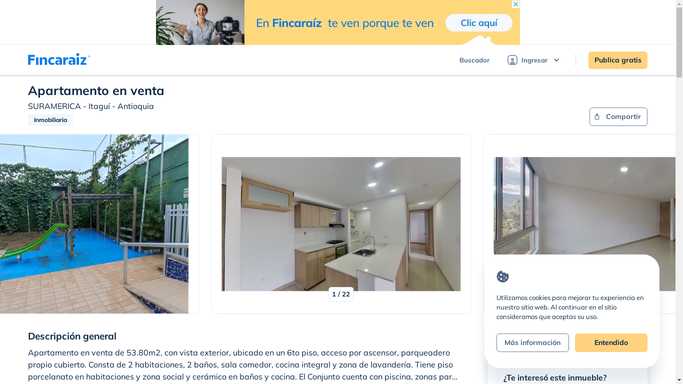 En Fincaraíz te ven porque te ven
Clic aquí
Fincaraiz
Buscador
Ingresar
Publica gratis
Apartamento en venta
SURAMERICA - Itaguí - Antioquia
Inmobiliaria
Compartir
1 / 22
Utilizamos cookies para mejorar tu experiencia en
nuestro sitio web. Al continuar en el sitio
consideramos que aceptas su uso.
Más información
Entendido
Descripción general
Apartamento en venta de 53.80m2, con vista exterior, ubicado en un 6to piso, acceso por ascensor, parqueadero
propio cubierto. Consta de 2 habitaciones, 2 baños, sala comedor, cocina integral y zona de lavandería. Tiene piso
porcelanato en habitaciones y zona social y cerámica en baños y cocina. El Conjunto cuenta con piscina, zonas par...
¿Te interesó este inmueble?